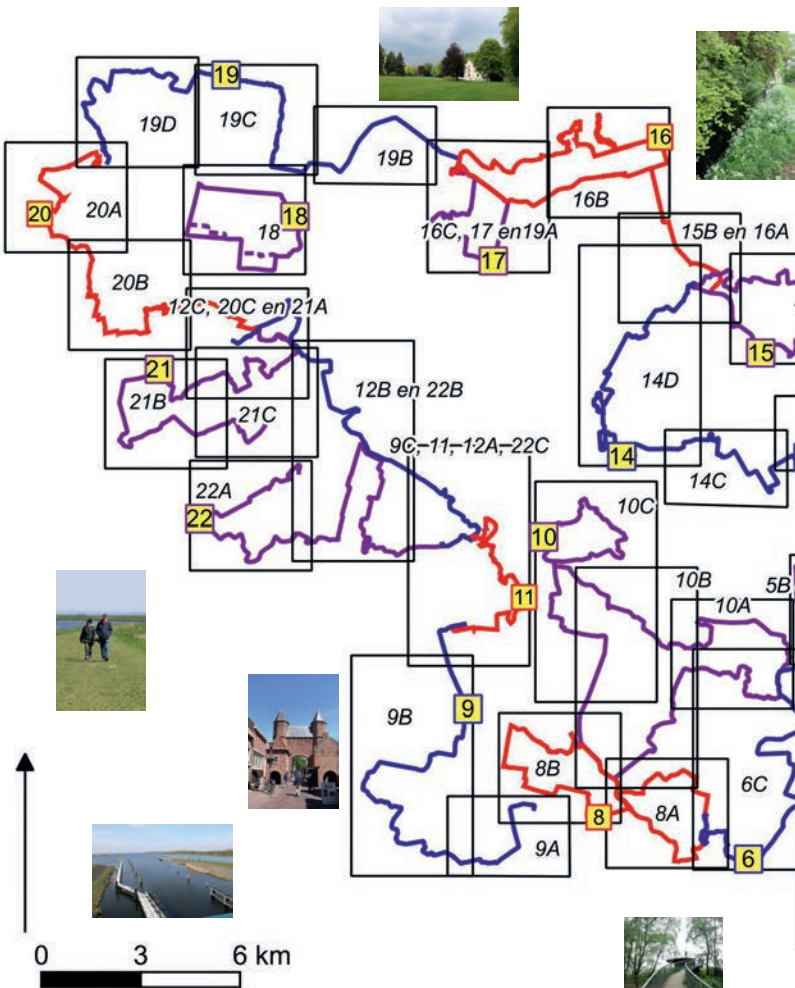 19
19D
19C
19B
16
16B
20
20A
18
18
16C, 17 en19A
17
15B en 16A
20B
12C, 20C en 21A
15
21
21B
21C
12B en 22B
14D
9C, 11, 12A, 22C
14
14C
22A
22
10C
10
10B
5B
10A
11
9B
9
8B
6C
8
8A
9A
6
0 3 6 km